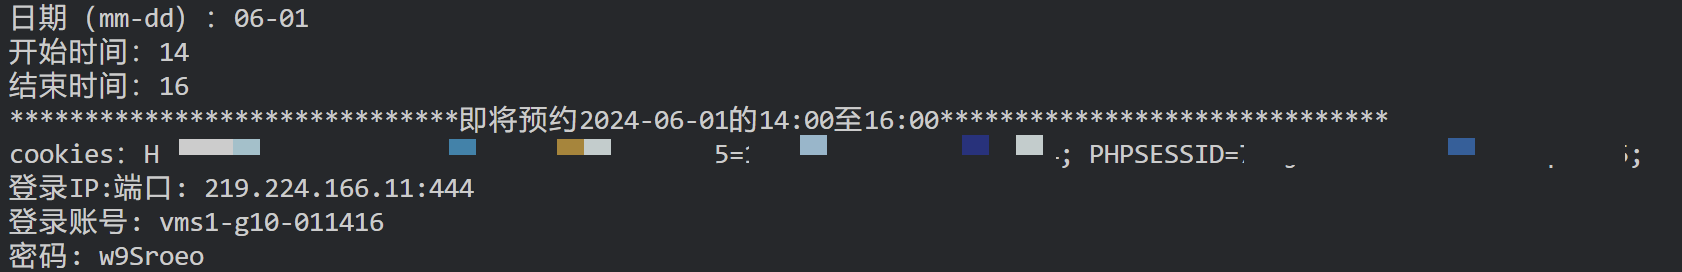 日期（mm-dd）：06-01
开始时间：14
结束时间：16
******************************即将预约2024-06-01的14:00至16:00******************************
cookies：H 5=1 ; PHPSESSID=7 ;
登录IP:端口：219.224.166.11:444
登录账号：vms1-g10-011416
密码：w9Sroeo